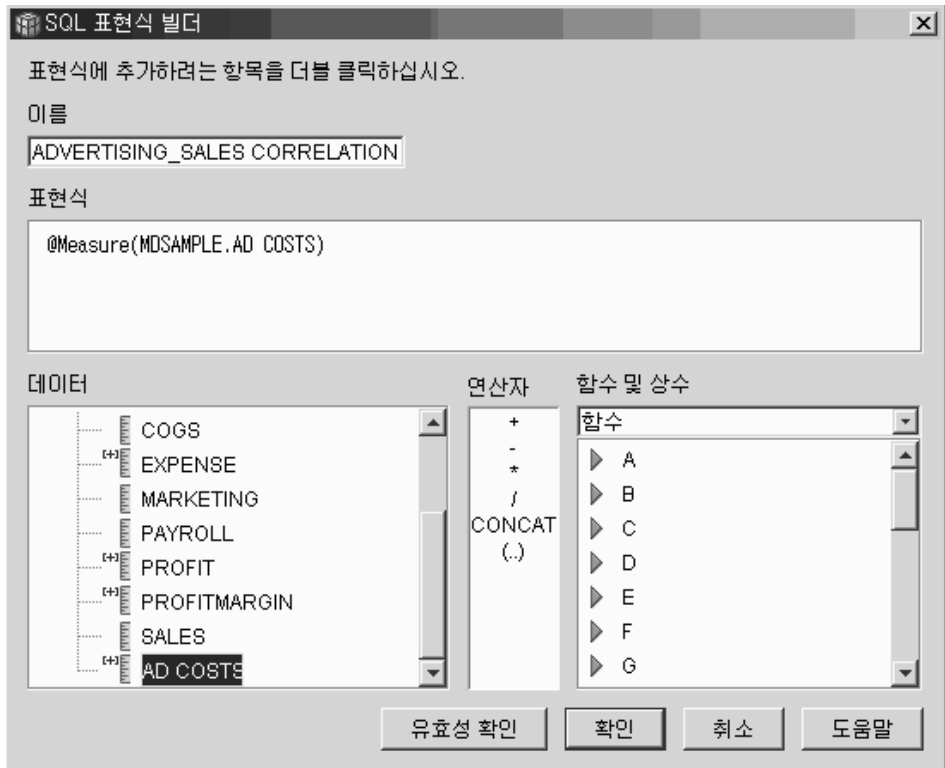 SQL 표현식 빌더
표현식에 추가하려는 항목을 더블 클릭하십시오.
이름
ADVERTISING_SALES CORRELATION
표현식
@Measure(MDSAMPLE.AD COSTS)
데이터
COGS
EXPENSE
MARKETING
PAYROLL
PROFIT
PROFITMARGIN
SALES
AD COSTS
연산자
+
-
*
/
CONCAT
(..)
함수 및 상수
함수
A
B
C
D
E
F
G
유효성 확인
확인
취소
도움말